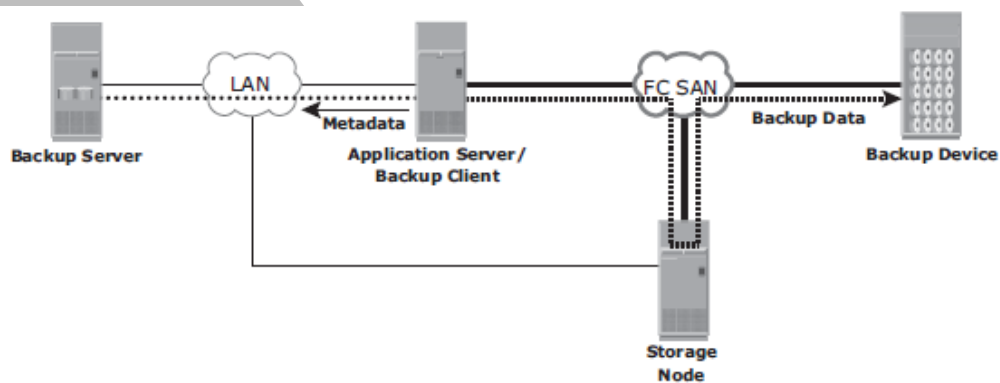 LAN
FC SAN
Metadata
Backup Data
Backup Server
Application Server/
Backup Client
Backup Device
Storage
Node